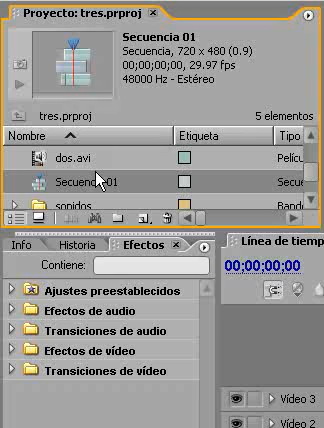 Proyecto: tres.prproj
Secuencia 01
Secuencia, 720 x 480 (0.9)
00;00;00;00, 29.97 fps
48000 Hz - Estéreo
tres.prproj
5 elementos
Nombre Etiqueta Tipo
dos.avi Pelícu
Secuencia 01 Secue
sonidos Bande
Info Historia Efectos
Contiene:
Ajustes preestablecidos
Efectos de audio
Transiciones de audio
Efectos de vídeo
Transiciones de vídeo
Línea de tiemp
00;00;00;00
Vídeo 3
Vídeo 2